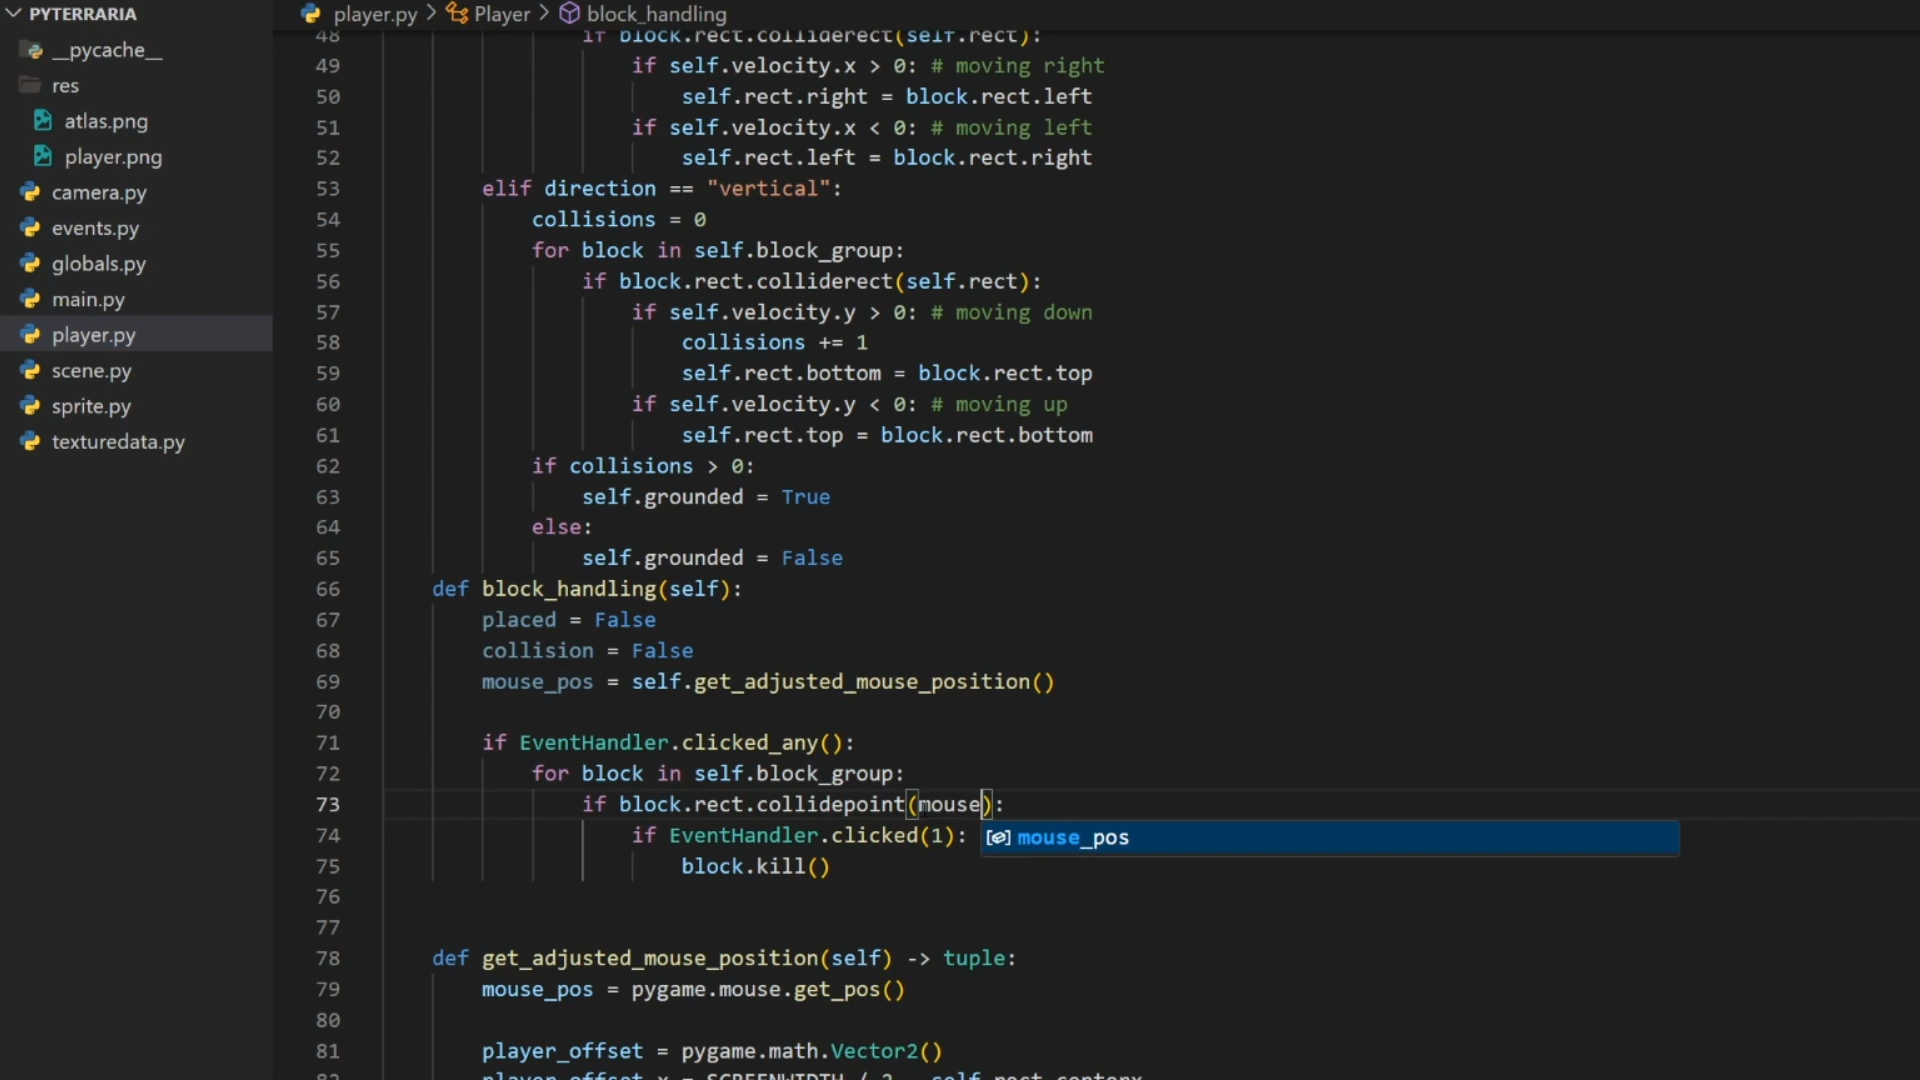 PYTERRARIA
__pycache__
res
atlas.png
player.png
camera.py
events.py
globals.py
main.py
player.py
scene.py
sprite.py
texturedata.py
player.py > Player > block_handling
48 if block.rect.colliderect(self.rect):
49 if self.velocity.x > 0: # moving right
50 self.rect.right = block.rect.left
51 if self.velocity.x < 0: # moving left
52 self.rect.left = block.rect.right
53 elif direction == "vertical":
54 collisions = 0
55 for block in self.block_group:
56 if block.rect.colliderect(self.rect):
57 if self.velocity.y > 0: # moving down
58 collisions += 1
59 self.rect.bottom = block.rect.top
60 if self.velocity.y < 0: # moving up
61 self.rect.top = block.rect.bottom
62 if collisions > 0:
63 self.grounded = True
64 else:
65 self.grounded = False
66 def block_handling(self):
67 placed = False
68 collision = False
69 mouse_pos = self.get_adjusted_mouse_position()
70
71 if EventHandler.clicked_any():
72 for block in self.block_group:
73 if block.rect.collidepoint(mouse):
74 if EventHandler.clicked(1): mouse_pos
75 block.kill()
76
77
78 def get_adjusted_mouse_position(self) -> tuple:
79 mouse_pos = pygame.mouse.get_pos()
80
81 player_offset = pygame.math.Vector2()
82 player_offset.x = SCREENWIDTH / 2 - self.rect.centerx